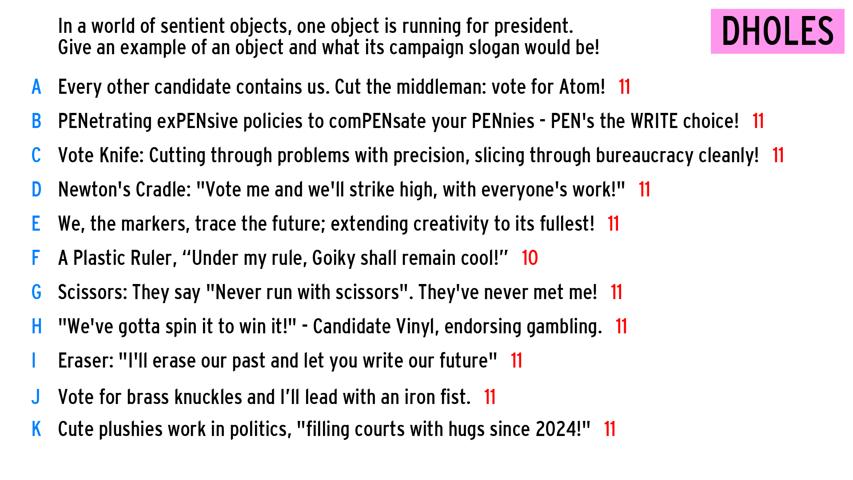 In a world of sentient objects, one object is running for president.
Give an example of an object and what its campaign slogan would be!
DHOLES
A Every other candidate contains us. Cut the middleman: vote for Atom! 11
B PENetrating exPENsive policies to comPENsate your PENnies - PEN's the WRITE choice! 11
C Vote Knife: Cutting through problems with precision, slicing through bureaucracy cleanly! 11
D Newton's Cradle: "Vote me and we'll strike high, with everyone's work!" 11
E We, the markers, trace the future; extending creativity to its fullest! 11
F A Plastic Ruler, “Under my rule, Goiky shall remain cool!” 10
G Scissors: They say "Never run with scissors". They've never met me! 11
H "We've gotta spin it to win it!" - Candidate Vinyl, endorsing gambling. 11
I Eraser: "I'll erase our past and let you write our future" 11
J Vote for brass knuckles and I’ll lead with an iron fist. 11
K Cute plushies work in politics, "filling courts with hugs since 2024!" 11